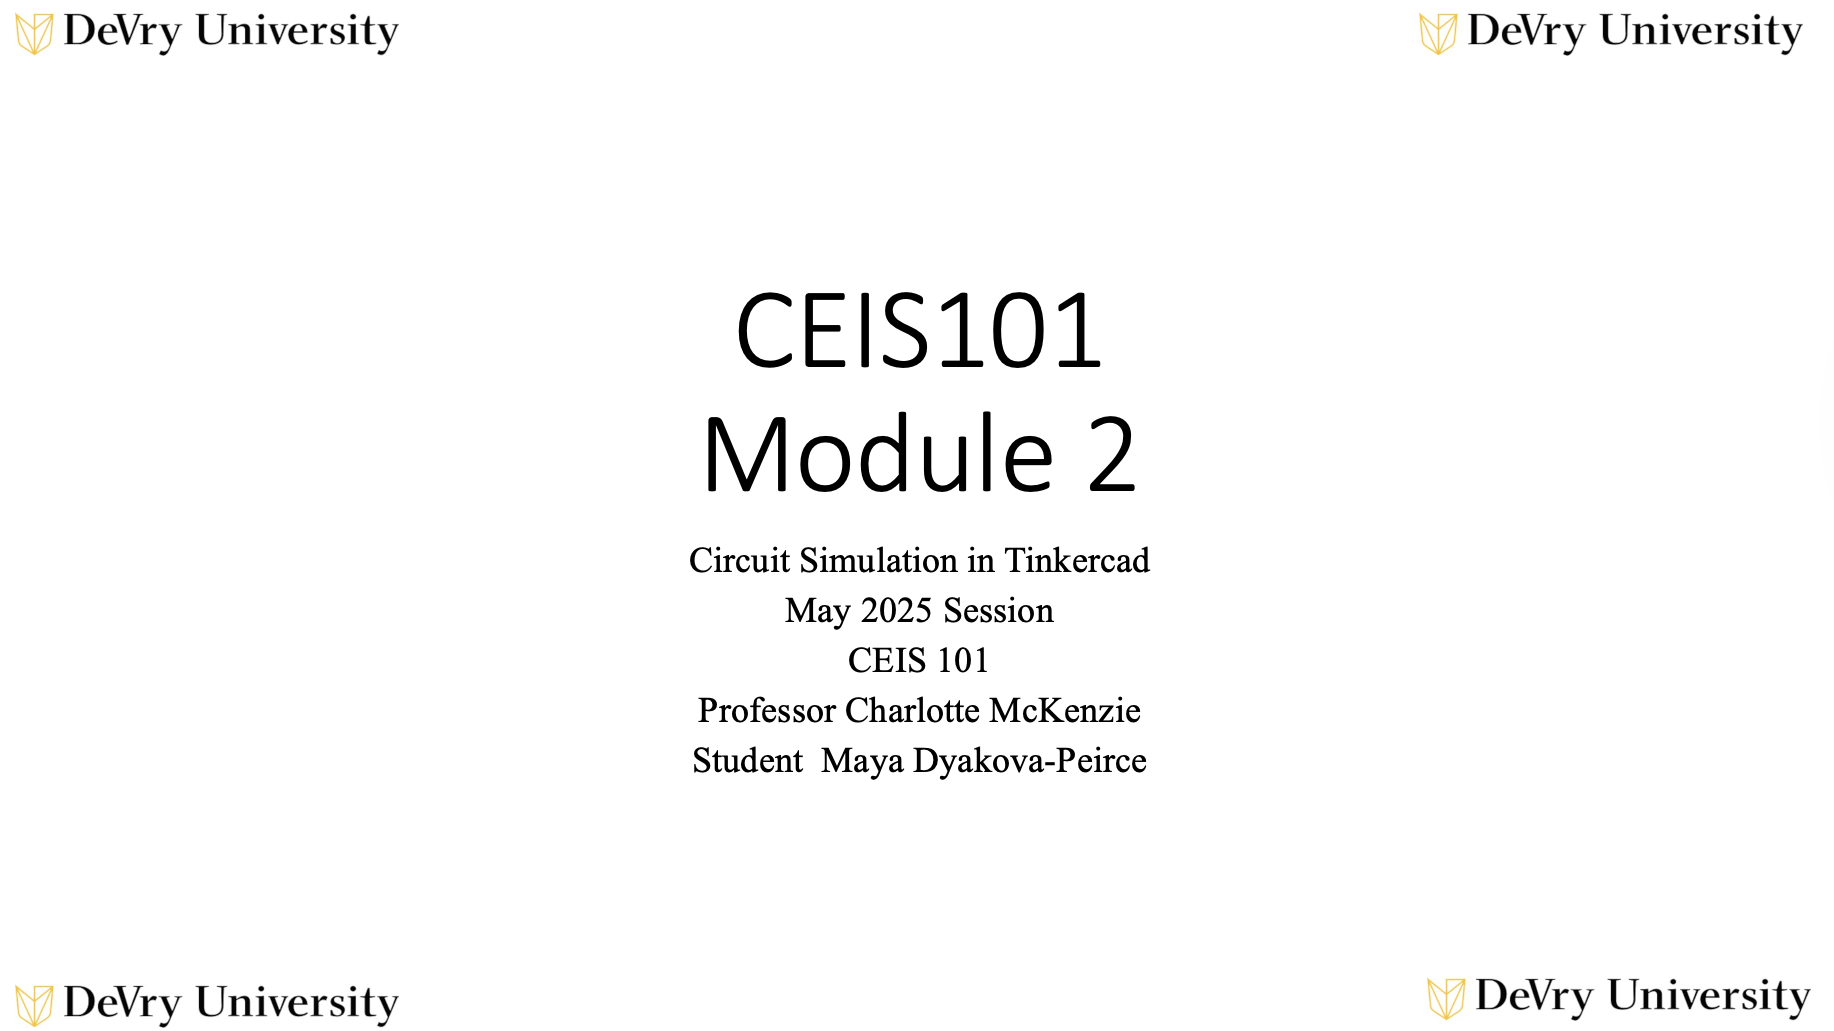 DeVry University
DeVry University
CEIS101
Module 2
Circuit Simulation in Tinkercad
May 2025 Session
CEIS 101
Professor Charlotte McKenzie
Student  Maya Dyakova-Peirce
DeVry University
DeVry University